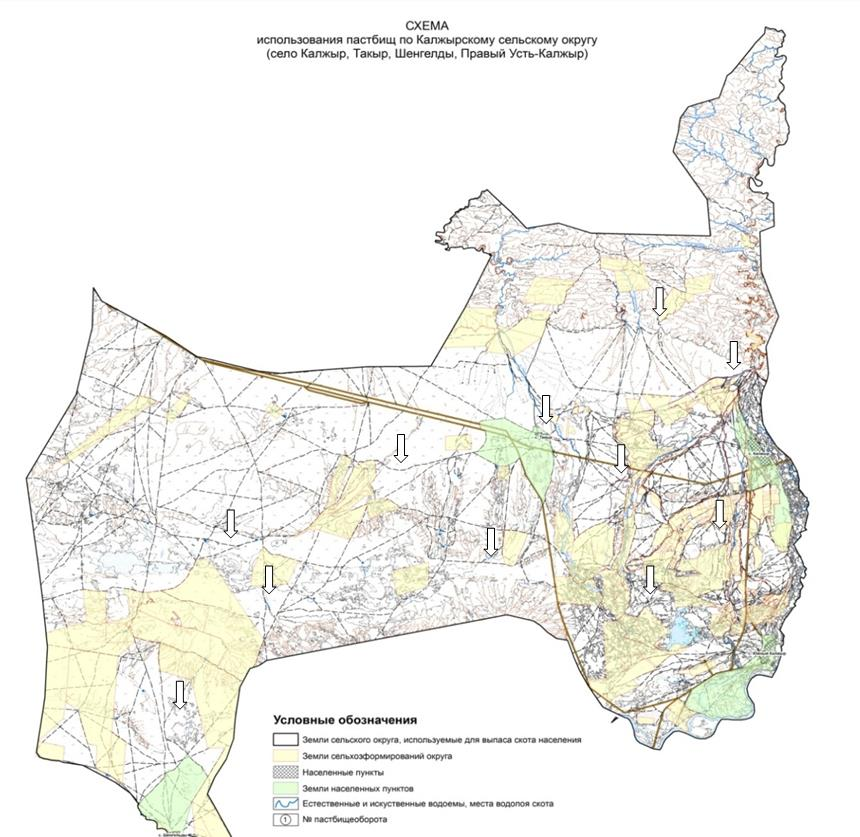 СХЕМА
использования пастбищ по Калжырскому сельскому округу
(село Калжыр, Такыр, Шенгелды, Правый Усть-Калжыр)
Условные обозначения
Земли сельского округа, используемые для выпаса скота населения
Земли сельхозформирований округа
Населенные пункты
Земли населенных пунктов
Естественные и искуственные водоемы, места водопоя скота
1 № пастбищеоборота